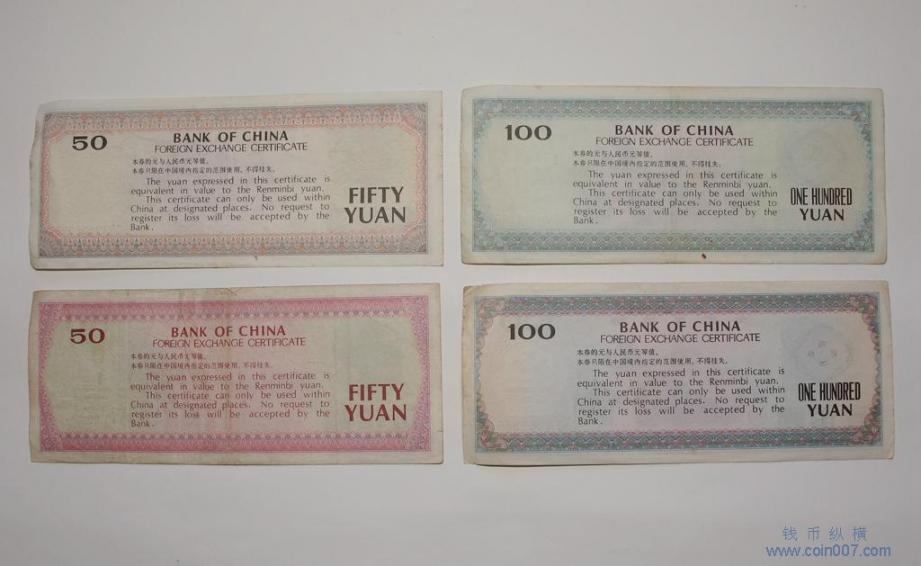 50
BANK OF CHINA
FOREIGN EXCHANGE CERTIFICATE
本券的元与人民币元等值。
本券只限在中国境内指定的范围使用，不得挂失。
The yuan expressed in this certificate is
equivalent in value to the Renminbi yuan.
This certificate can only be used within
China at designated places. No request to
register its loss will be accepted by the
Bank.
FIFTY
YUAN
100
BANK OF CHINA
FOREIGN EXCHANGE CERTIFICATE
本券的元与人民币元等值。
本券只限在中国境内指定的范围使用，不得挂失。
The yuan expressed in this certificate is
equivalent in value to the Renminbi yuan.
This certificate can only be used within
China at designated places. No request to
register its loss will be accepted by the
Bank.
ONE HUNDRED
YUAN
50
BANK OF CHINA
FOREIGN EXCHANGE CERTIFICATE
本券的元与人民币元等值。
本券只限在中国境内指定的范围使用，不得挂失。
The yuan expressed in this certificate is
equivalent in value to the Renminbi yuan.
This certificate can only be used within
China at designated places. No request to
register its loss will be accepted by the
Bank.
FIFTY
YUAN
100
BANK OF CHINA
FOREIGN EXCHANGE CERTIFICATE
本券的元与人民币元等值。
本券只限在中国境内指定的范围使用，不得挂失。
The yuan expressed in this certificate is
equivalent in value to the Renminbi yuan.
This certificate can only be used within
China at designated places. No request to
register its loss will be accepted by the
Bank.
ONE HUNDRED
YUAN
钱币纵横
www.coin007.com